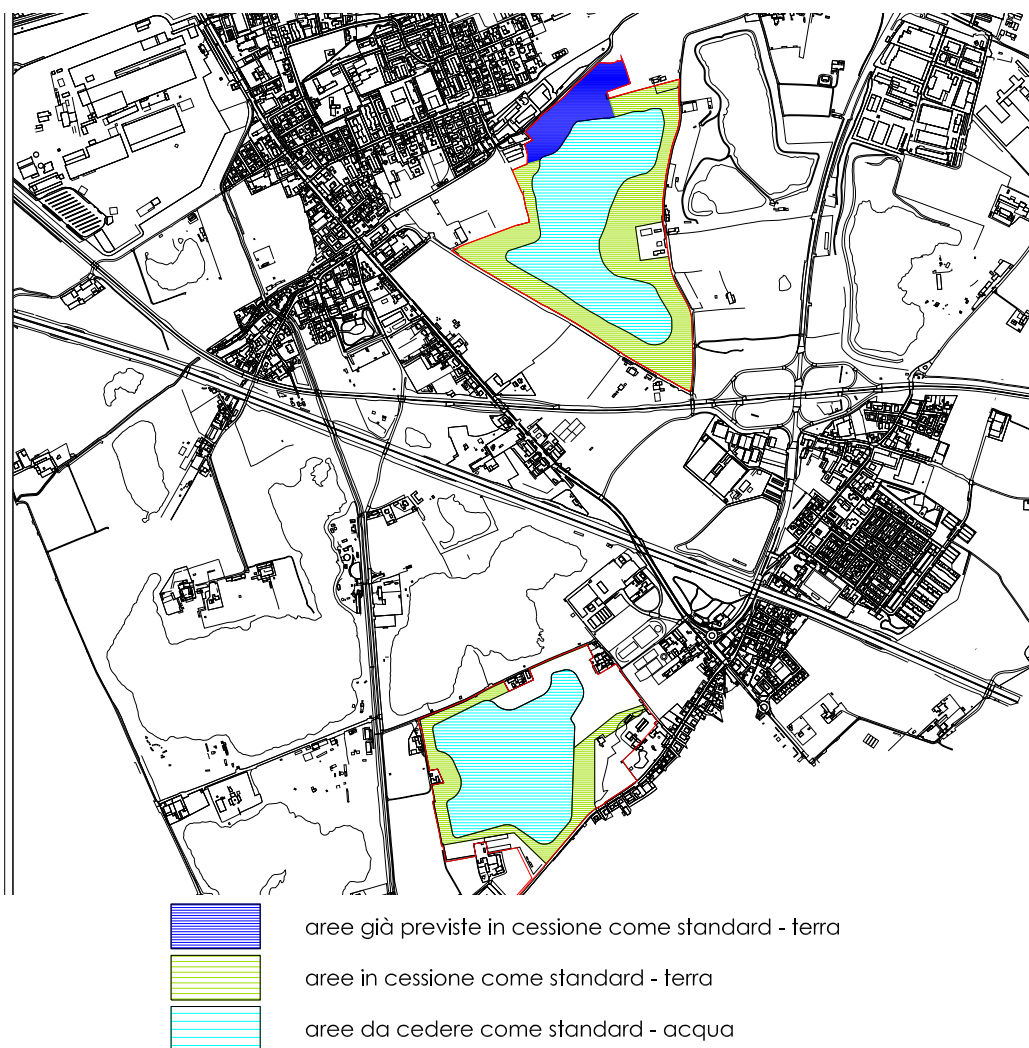 aree già previste in cessione come standard - terra
aree in cessione come standard - terra
aree da cedere come standard - acqua